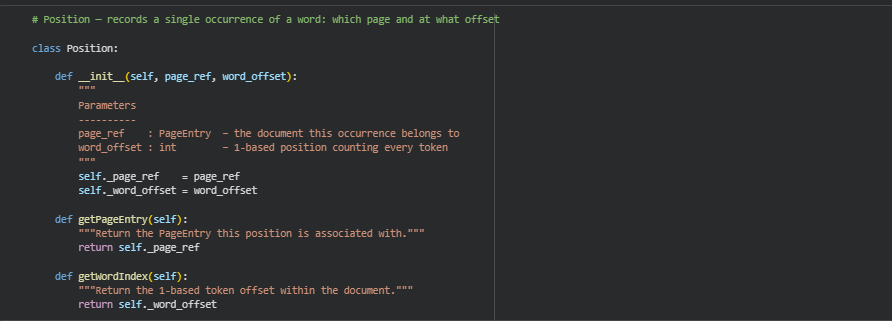 # Position — records a single occurrence of a word: which page and at what offset
class Position:
def __init__(self, page_ref, word_offset):
"""
Parameters
----------
page_ref    : PageEntry  – the document this occurrence belongs to
word_offset : int        – 1-based position counting every token
"""
self._page_ref    = page_ref
self._word_offset = word_offset
def getPageEntry(self):
"""Return the PageEntry this position is associated with."""
return self._page_ref
def getWordIndex(self):
"""Return the 1-based token offset within the document."""
return self._word_offset